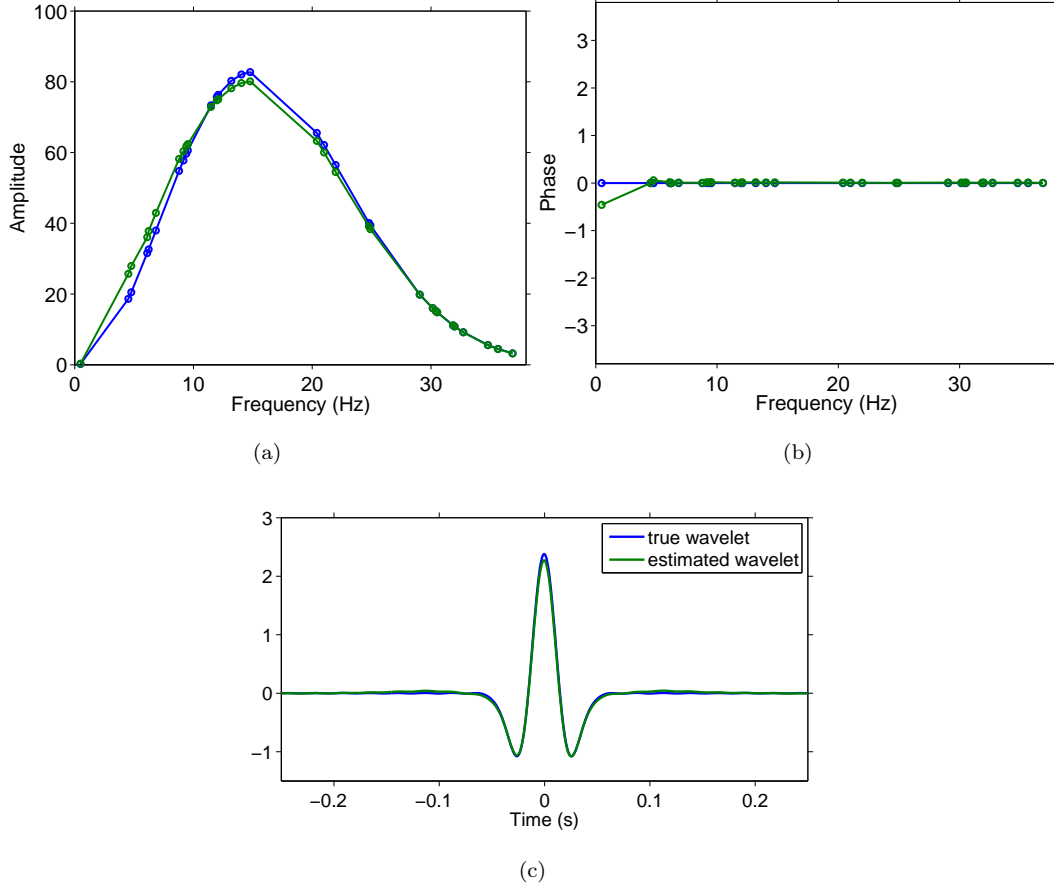 100
80
60
40
20
0
Amplitude
0 10 20 30
Frequency (Hz)
(a)
3
2
1
0
−1
−2
−3
Phase
0 10 20 30
Frequency (Hz)
(b)
3
2
1
0
−1
true wavelet
estimated wavelet
−0.2 −0.1 0 0.1 0.2
Time (s)
(c)